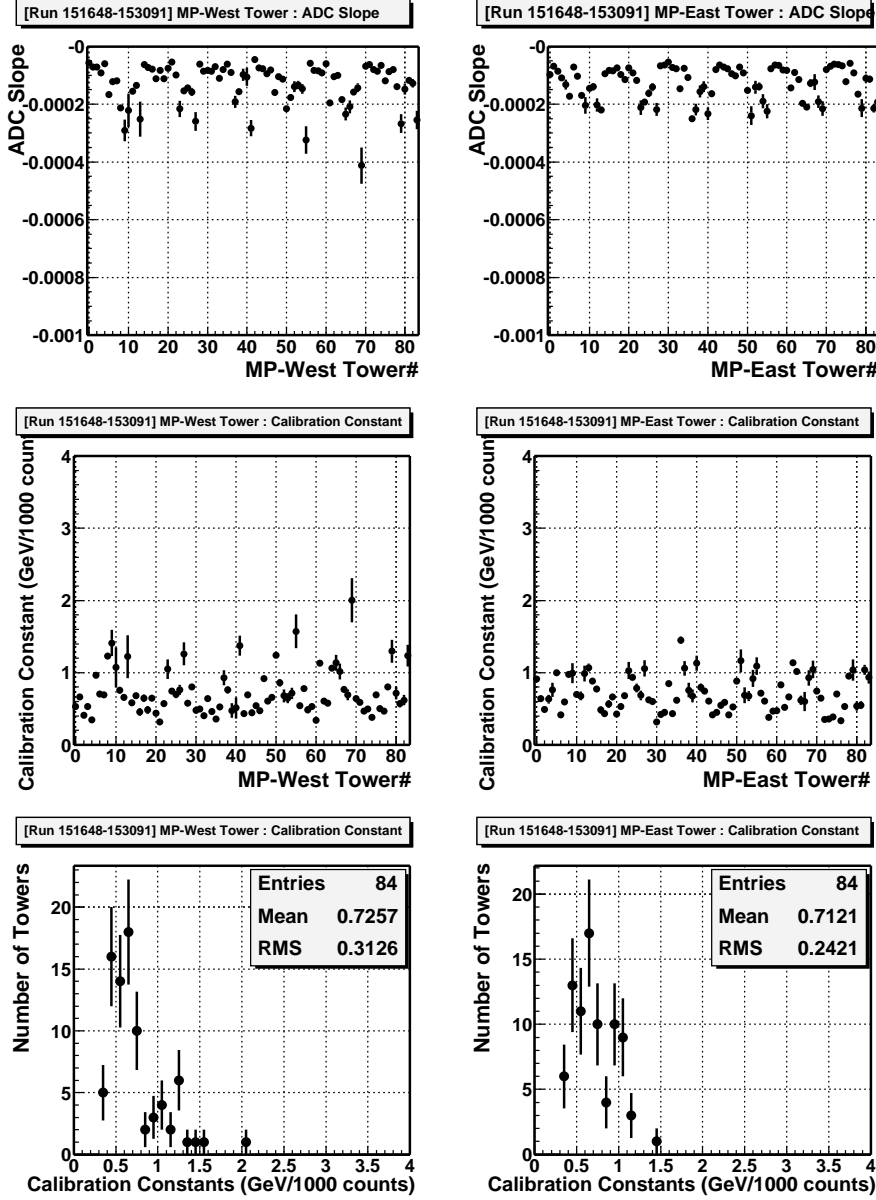 [Run 151648-153091] MP-West Tower : ADC Slope
ADC Slope
-0
-0.0002
-0.0004
-0.0006
-0.0008
-0.001
0 10 20 30 40 50 60 70 80
MP-West Tower#
[Run 151648-153091] MP-East Tower : ADC Slope
ADC Slope
-0
-0.0002
-0.0004
-0.0006
-0.0008
-0.001
0 10 20 30 40 50 60 70 80
MP-East Tower#
[Run 151648-153091] MP-West Tower : Calibration Constant
Calibration Constant (GeV/1000 coun
4
3
2
1
0
0 10 20 30 40 50 60 70 80
MP-West Tower#
[Run 151648-153091] MP-East Tower : Calibration Constant
Calibration Constant (GeV/1000 coun
4
3
2
1
0
0 10 20 30 40 50 60 70 80
MP-East Tower#
[Run 151648-153091] MP-West Tower : Calibration Constant
Number of Towers
Entries 84
Mean 0.7257
RMS 0.3126
20
15
10
5
0
0 0.5 1 1.5 2 2.5 3 3.5 4
Calibration Constants (GeV/1000 counts)
[Run 151648-153091] MP-East Tower : Calibration Constant
Number of Towers
Entries 84
Mean 0.7121
RMS 0.2421
20
15
10
5
0
0 0.5 1 1.5 2 2.5 3 3.5 4
Calibration Constants (GeV/1000 counts)